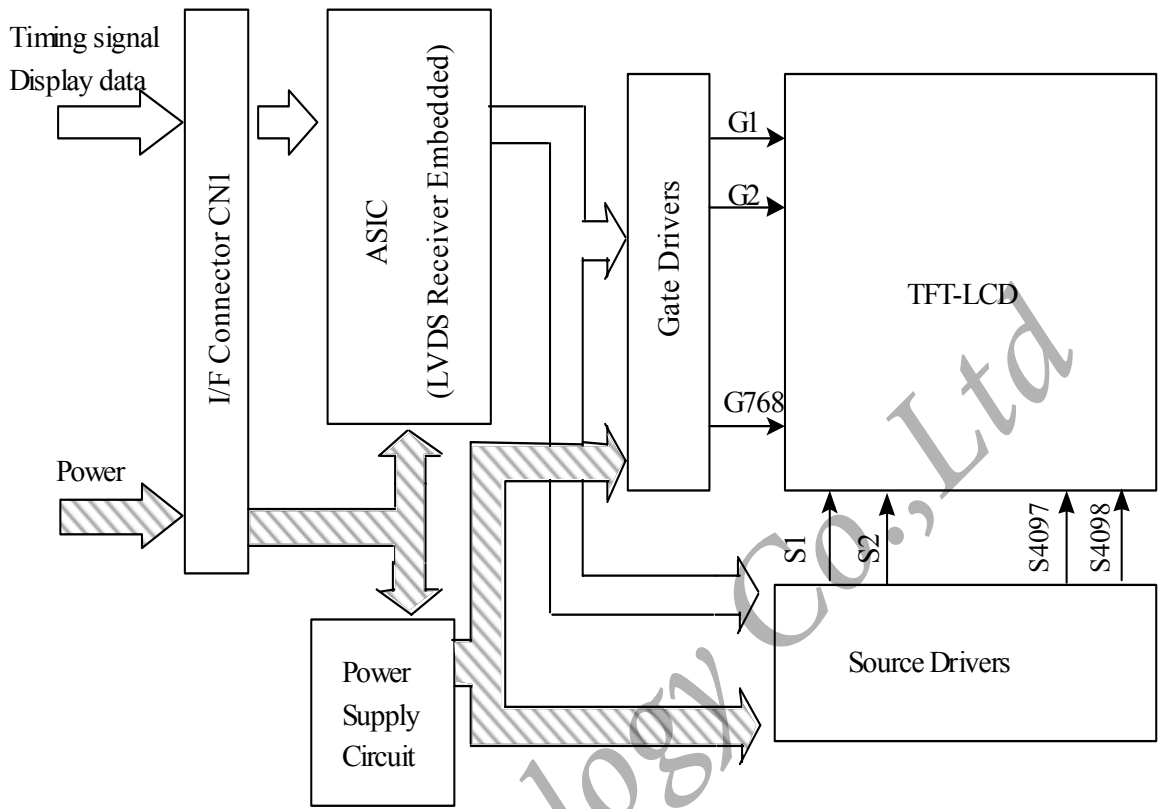 Timing signal
Display data
Power
I/F Connector CN1
ASIC
(LVDS Receiver Embedded)
Gate Drivers
G1
G2
G768
TFT-LCD
S1
S2
S4097
S4098
Source Drivers
Power
Supply
Circuit
logy Co.,Ltd